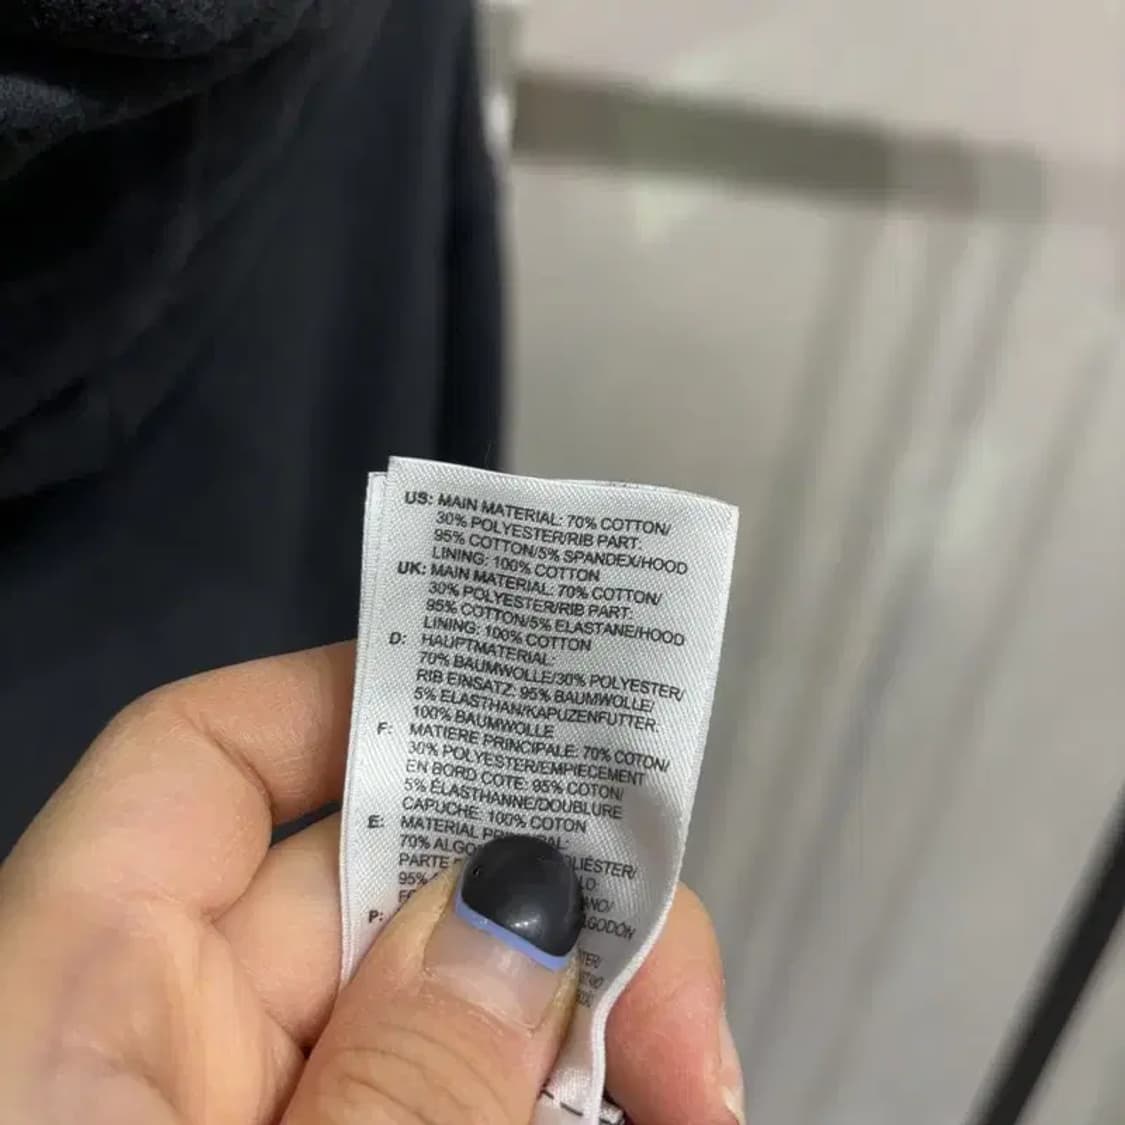 US: MAIN MATERIAL: 70% COTTON/
30% POLYESTER/RIB PART:
95% COTTON/5% SPANDEX/HOOD
LINING: 100% COTTON
UK: MAIN MATERIAL: 70% COTTON/
30% POLYESTER/RIB PART:
95% COTTON/5% ELASTANE/HOOD
LINING: 100% COTTON
D: HAUPTMATERIAL:
70% BAUMWOLLE/30% POLYESTER/
RIB EINSATZ: 95% BAUMWOLLE/
5% ELASTHAN/KAPUZENFUTTER:
100% BAUMWOLLE
F: MATIERE PRINCIPALE: 70% COTON/
30% POLYESTER/EMPIECEMENT
EN BORD COTE: 95% COTON/
5% ELASTHANNE/DOUBLURE
CAPUCHE: 100% COTON
E: MATERIAL
70%
PARTE
95%
P: